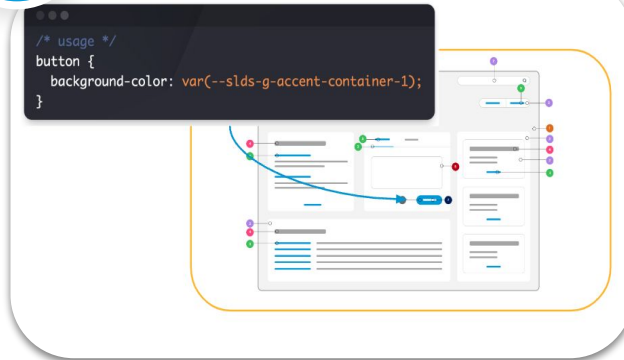 /* usage */
button {
background-color: var(--slds-g-accent-container-1);
}